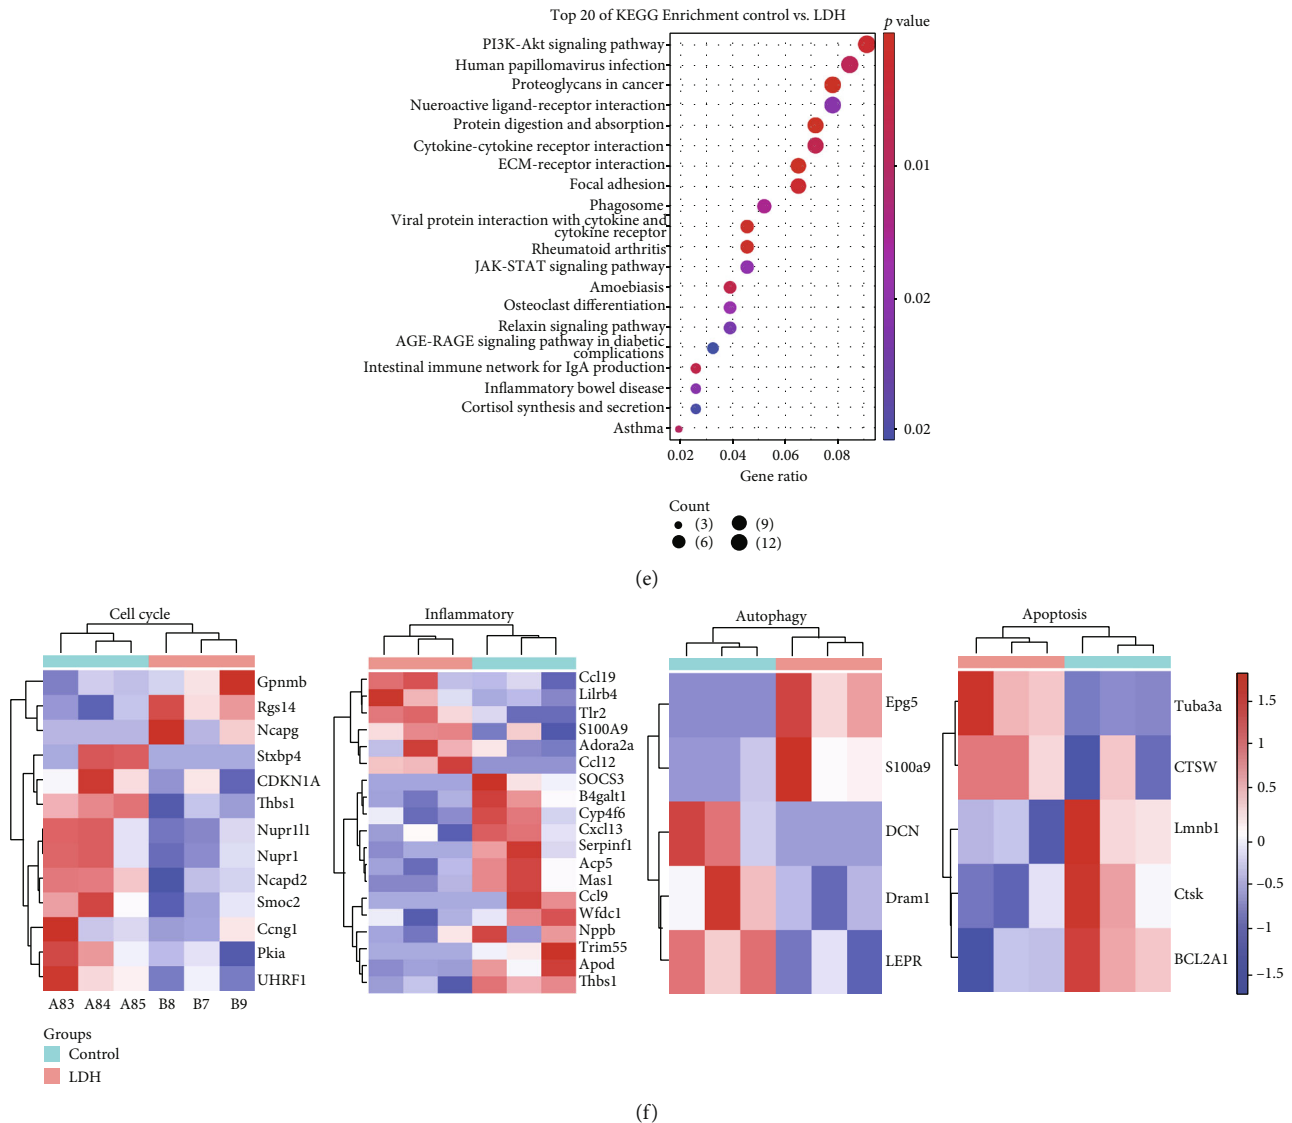 Top 20 of KEGG Enrichment control vs. LDH
p value
PI3K-Akt signaling pathway
Human papillomavirus infection
Proteoglycans in cancer
Nueroactive ligand-receptor interaction
Protein digestion and absorption
Cytokine-cytokine receptor interaction
ECM-receptor interaction
Focal adhesion
Phagosome
Viral protein interaction with cytokine and
cytokine receptor
Rheumatoid arthritis
JAK-STAT signaling pathway
Amoebiasis
Osteoclast differentiation
Relaxin signaling pathway
AGE-RAGE signaling pathway in diabetic
complications
Intestinal immune network for IgA production
Inflammatory bowel disease
Cortisol synthesis and secretion
Asthma
0.01
0.02
0.02
0.02 0.04 0.06 0.08
Gene ratio
Count
(3) (9)
(6) (12)
(e)
Cell cycle
Gpnmb
Rgs14
Ncapg
Stxbp4
CDKN1A
Thbs1
Nupr1l1
Nupr1
Ncapd2
Smoc2
Ccng1
Pkia
UHRF1
A83 A84 A85 B8 B7 B9
Groups
Control
LDH
Inflammatory
Ccl19
Lilrb4
Tlr2
S100A9
Adora2a
Ccl12
SOCS3
B4galt1
Cyp4f6
Cxcl13
Serpinf1
Acp5
Mas1
Ccl9
Wfdc1
Nppb
Trim55
Apod
Thbs1
Autophagy
Epg5
S100a9
DCN
Dram1
LEPR
Apoptosis
Tuba3a
CTSW
Lmnb1
Ctsk
BCL2A1
1.5
1
0.5
0
−0.5
−1
−1.5
(f)